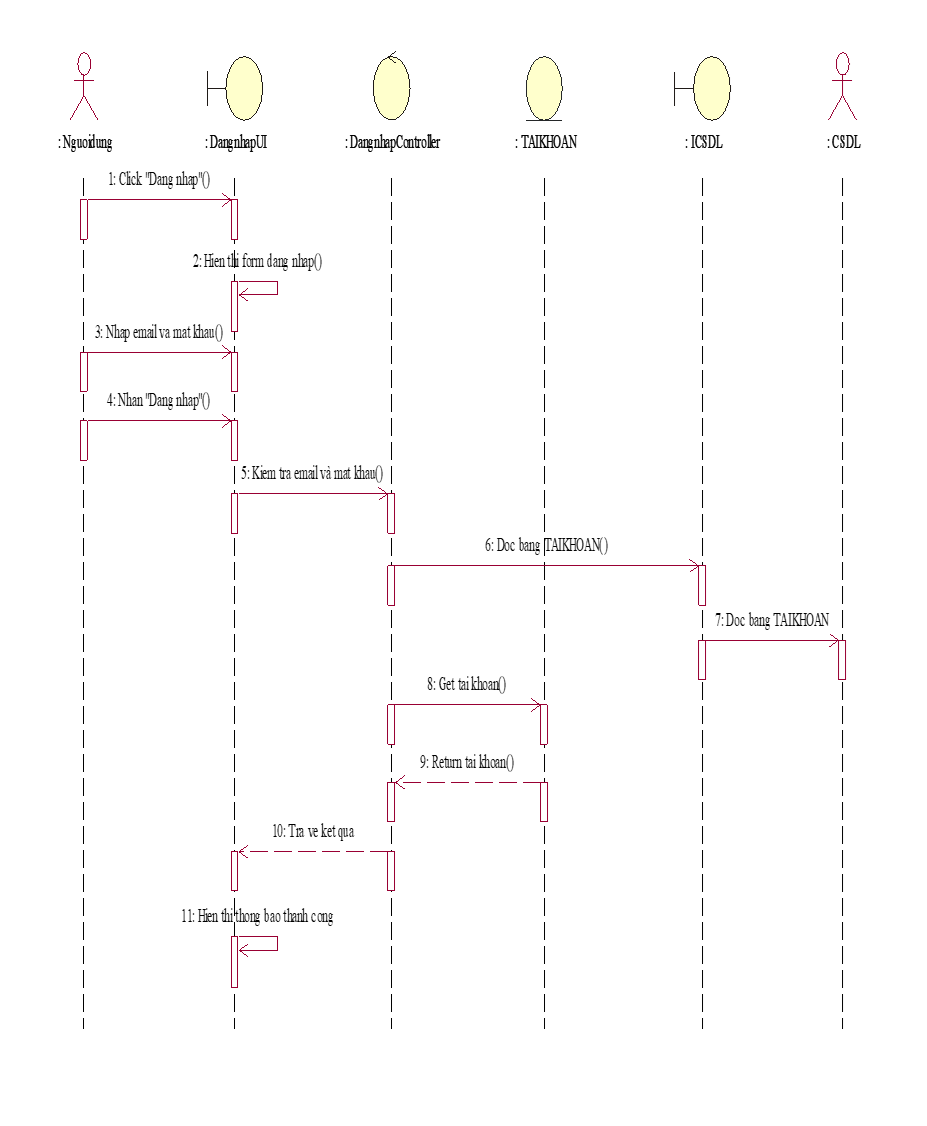 : Nguoidung
: DangnhapUI
: DangnhapController
: TAIKHOAN
: ICSDL
: CSDL
1: Click "Dang nhap"()
2: Hien thi form dang nhap()
3: Nhap email va mat khau()
4: Nhan "Dang nhap"()
5: Kiem tra email và mat khau()
6: Doc bang TAIKHOAN()
7: Doc bang TAIKHOAN
8: Get tai khoan()
9: Return tai khoan()
10: Tra ve ket qua
11: Hien thi thong bao thanh cong